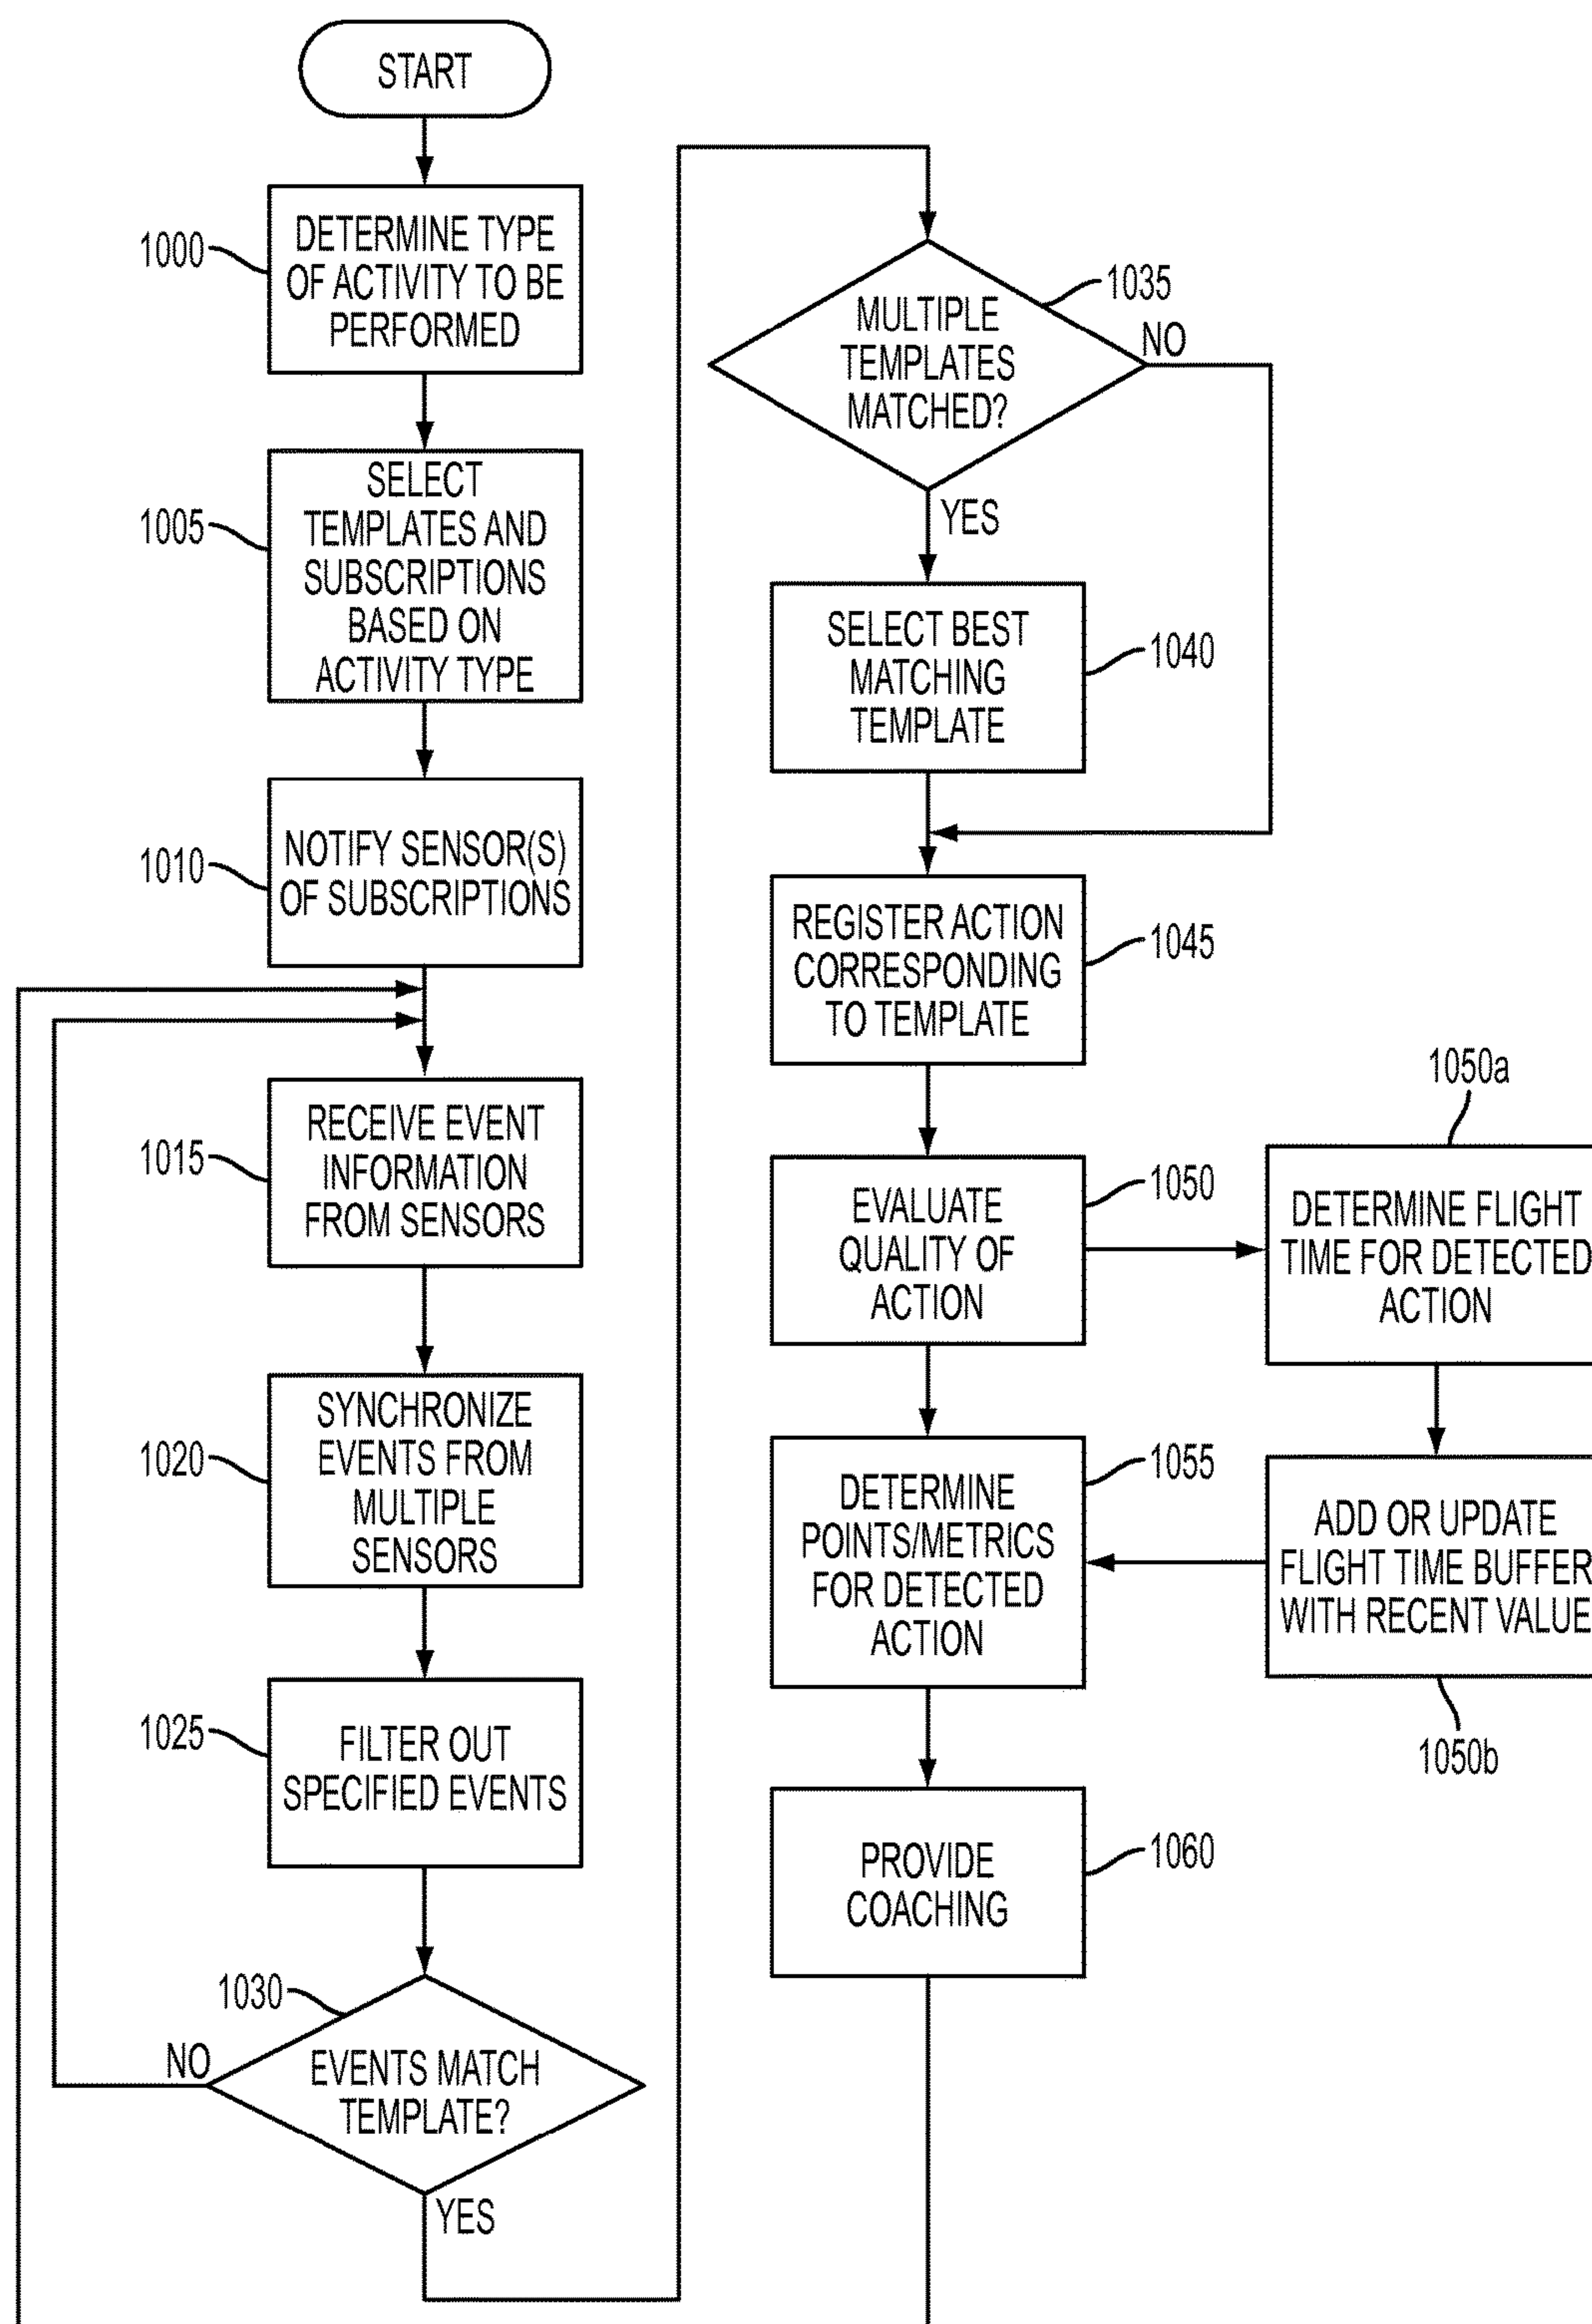 START
1000
DETERMINE TYPE
OF ACTIVITY TO BE
PERFORMED
1005
SELECT
TEMPLATES AND
SUBSCRIPTIONS
BASED ON
ACTIVITY TYPE
1010
NOTIFY SENSOR(S)
OF SUBSCRIPTIONS
1015
RECEIVE EVENT
INFORMATION
FROM SENSORS
1020
SYNCHRONIZE
EVENTS FROM
MULTIPLE
SENSORS
1025
FILTER OUT
SPECIFIED EVENTS
1030
EVENTS MATCH
TEMPLATE?
NO
YES
1035
MULTIPLE
TEMPLATES
MATCHED?
NO
YES
SELECT BEST
MATCHING
TEMPLATE
1040
REGISTER ACTION
CORRESPONDING
TO TEMPLATE
1045
EVALUATE
QUALITY OF
ACTION
1050
1050a
DETERMINE FLIGHT
TIME FOR DETECTED
ACTION
ADD OR UPDATE
FLIGHT TIME BUFFER
WITH RECENT VALUE
1050b
DETERMINE
POINTS/METRICS
FOR DETECTED
ACTION
1055
PROVIDE
COACHING
1060